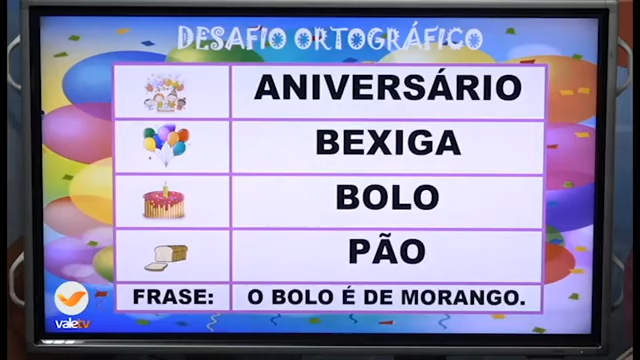 DESAFIO ORTOGRÁFICO
ANIVERSÁRIO
BEXIGA
BOLO
PÃO
FRASE: O BOLO É DE MORANGO.
valetv